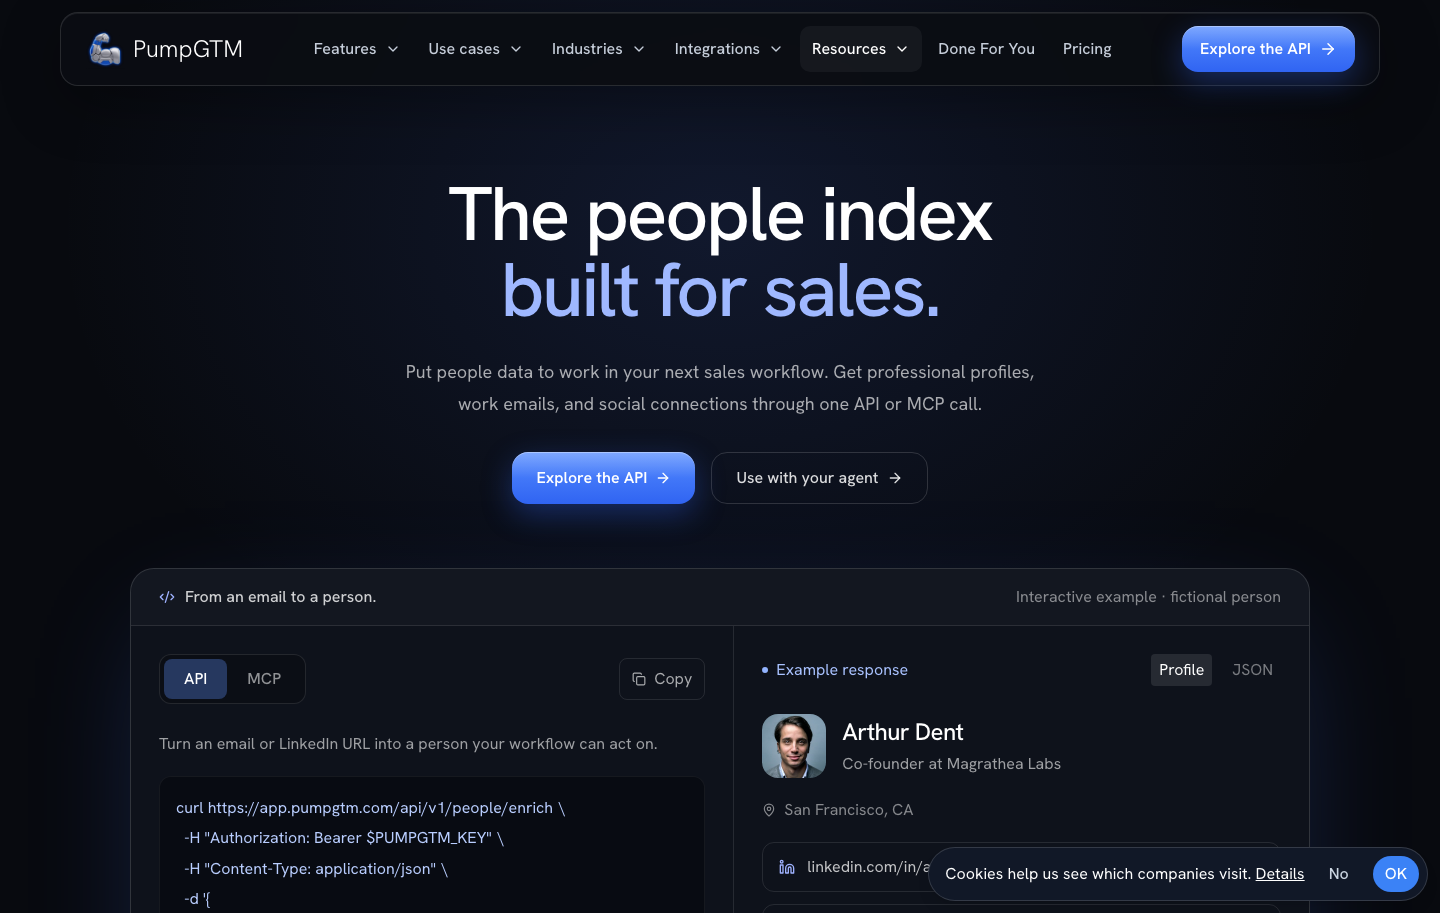 PumpGTM
Features
Use cases
Industries
Integrations
Resources
Done For You
Pricing
Explore the API
The people index
built for sales.
Put people data to work in your next sales workflow. Get professional profiles,
work emails, and social connections through one API or MCP call.
Explore the API
Use with your agent
From an email to a person.
Interactive example · fictional person
API
MCP
Copy
Turn an email or LinkedIn URL into a person your workflow can act on.
curl https://app.pumpgtm.com/api/v1/people/enrich \
-H "Authorization: Bearer $PUMPGTM_KEY" \
-H "Content-Type: application/json" \
-d '{
Example response
Profile
JSON
Arthur Dent
Co-founder at Magrathea Labs
San Francisco, CA
linkedin.com/in/a
Cookies help us see which companies visit. Details
No
OK